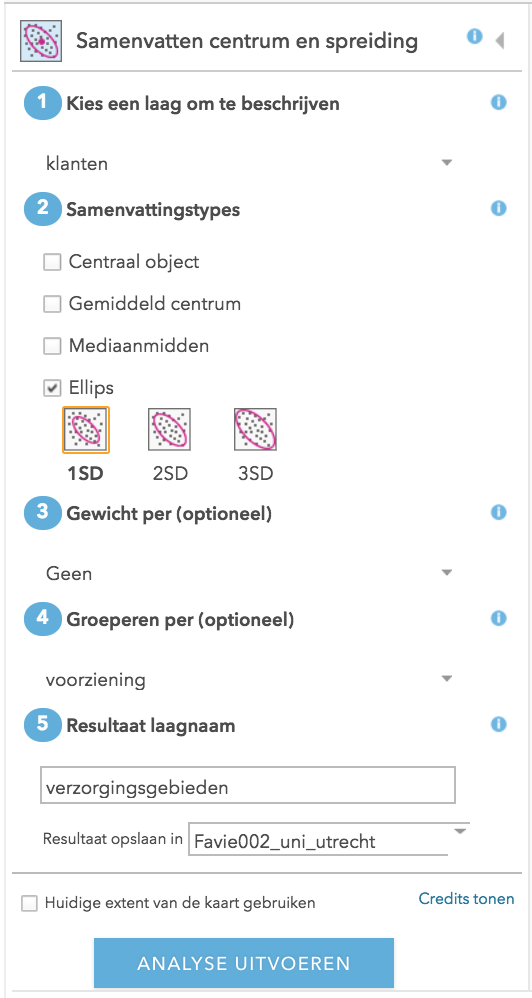 Samenvatten centrum en spreiding
1 Kies een laag om te beschrijven
klanten
2 Samenvattingstypes
Centraal object
Gemiddeld centrum
Mediaanmidden
Ellips
1SD 2SD 3SD
3 Gewicht per (optioneel)
Geen
4 Groeperen per (optioneel)
voorziening
5 Resultaat laagnaam
verzorgingsgebieden
Resultaat opslaan in Favie002_uni_utrecht
Huidige extent van de kaart gebruiken Credits tonen
ANALYSE UITVOEREN